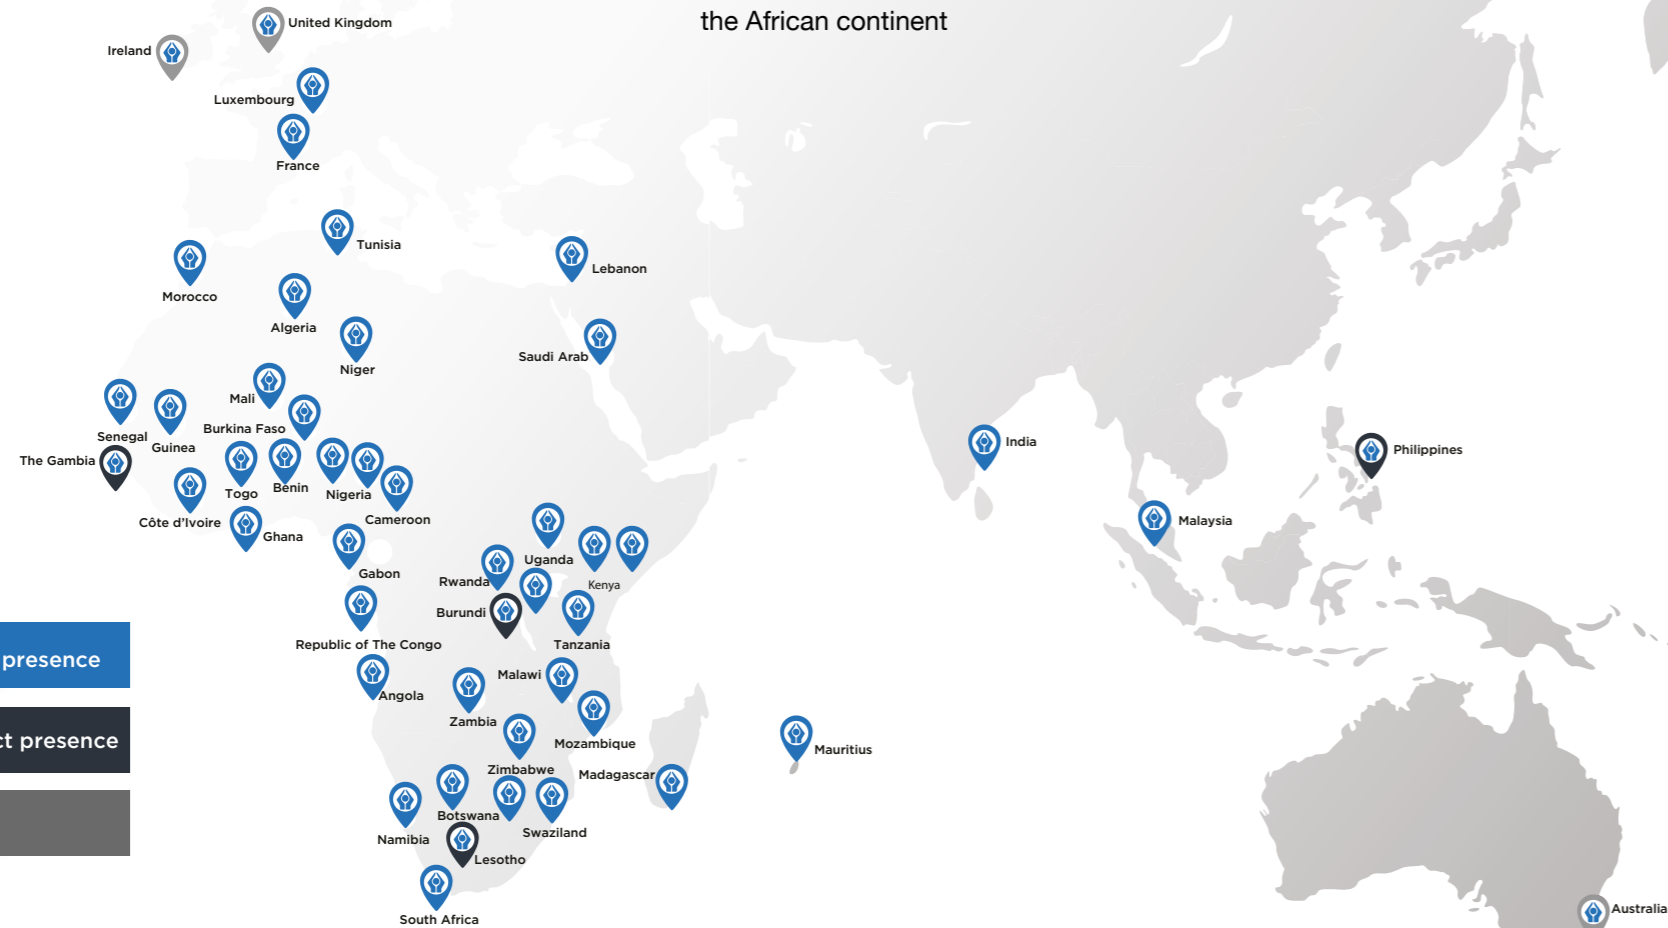 the African continent
United Kingdom
Ireland
Luxembourg
France
Tunisia
Lebanon
Morocco
Algeria
Niger
Saudi Arab
Mali
Burkina Faso
Senegal
Guinea
The Gambia
Togo
Benin
Nigeria
Côte d’Ivoire
Cameroon
Ghana
Gabon
India
Philippines
Malaysia
Uganda
Rwanda
Kenya
Burundi
Republic of The Congo
Tanzania
Malawi
Angola
Zambia
Mozambique
Zimbabwe
Madagascar
Mauritius
Botswana
Swaziland
Namibia
Lesotho
South Africa
Australia
presence
ct presence